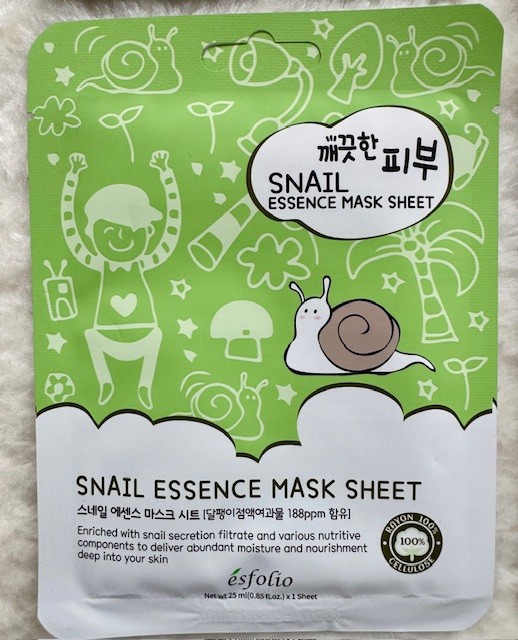 깨끗한 피부
SNAIL
ESSENCE MASK SHEET
SNAIL ESSENCE MASK SHEET
스네일 에센스 마스크 시트 [달팽이점액여과물 188ppm 함유]
Enriched with snail secretion filtrate and various nutritive
components to deliver abundant moisture and nourishment
deep into your skin
RAYON 100%
100%
CELLULOSE
esfolio
Net wt 25 ml(0.85 fl.oz.) x 1 Sheet